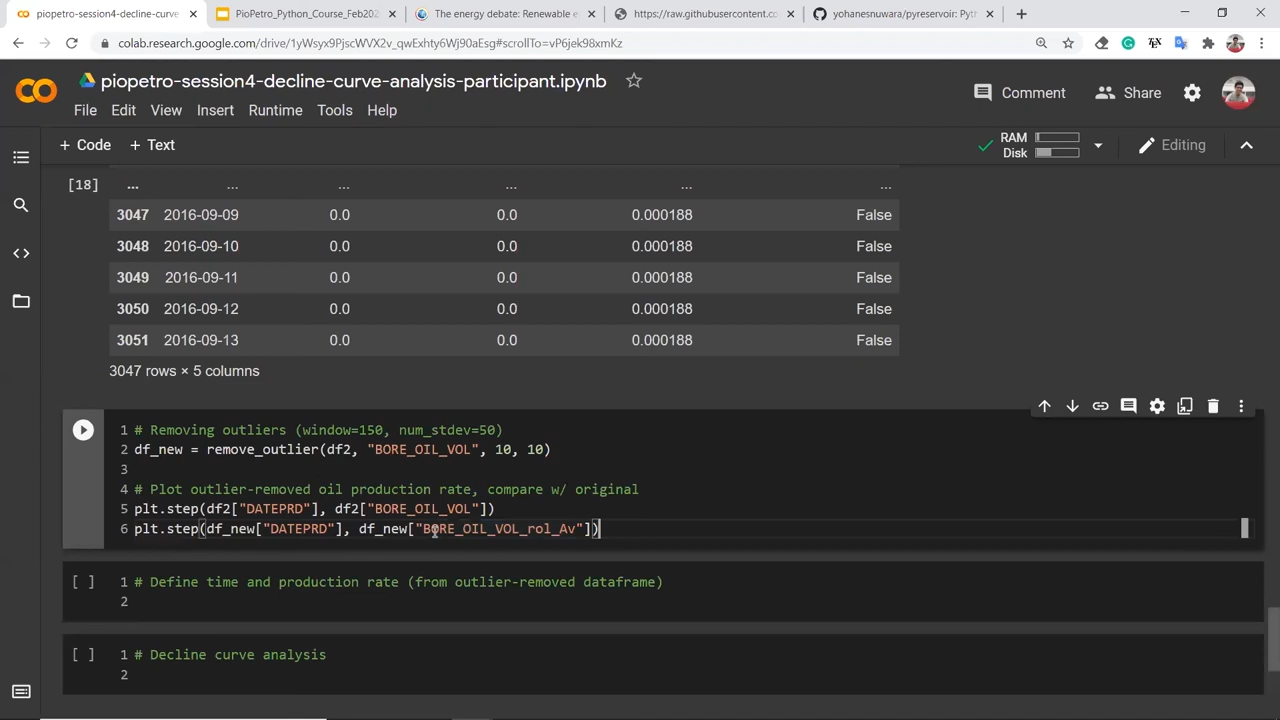 piopetro-session4-decline-curv
PioPetro_Python_Course_Feb202
The energy debate: Renewable e
https://raw.githubusercontent.co
yohanesnuwara/pyreservoir: Pyth
colab.research.google.com/drive/1yWsyx9PjscWVX2v_qwExhty6Wj90aEsg#scrollTo=vP6jek98xmKz
piopetro-session4-decline-curve-analysis-participant.ipynb
Comment
Share
File Edit View Insert Runtime Tools Help
+ Code + Text
RAM
Disk
Editing
[18] ... ... ... ... ... ...
3047 2016-09-09 0.0 0.0 0.000188 False
3048 2016-09-10 0.0 0.0 0.000188 False
3049 2016-09-11 0.0 0.0 0.000188 False
3050 2016-09-12 0.0 0.0 0.000188 False
3051 2016-09-13 0.0 0.0 0.000188 False
3047 rows × 5 columns
1 # Removing outliers (window=150, num_stdev=50)
2 df_new = remove_outlier(df2, "BORE_OIL_VOL", 10, 10)
3
4 # Plot outlier-removed oil production rate, compare w/ original
5 plt.step(df2["DATEPRD"], df2["BORE_OIL_VOL"])
6 plt.step(df_new["DATEPRD"], df_new["BORE_OIL_VOL_rol_Av"])
[ ] 1 # Define time and production rate (from outlier-removed dataframe)
2
[ ] 1 # Decline curve analysis
2